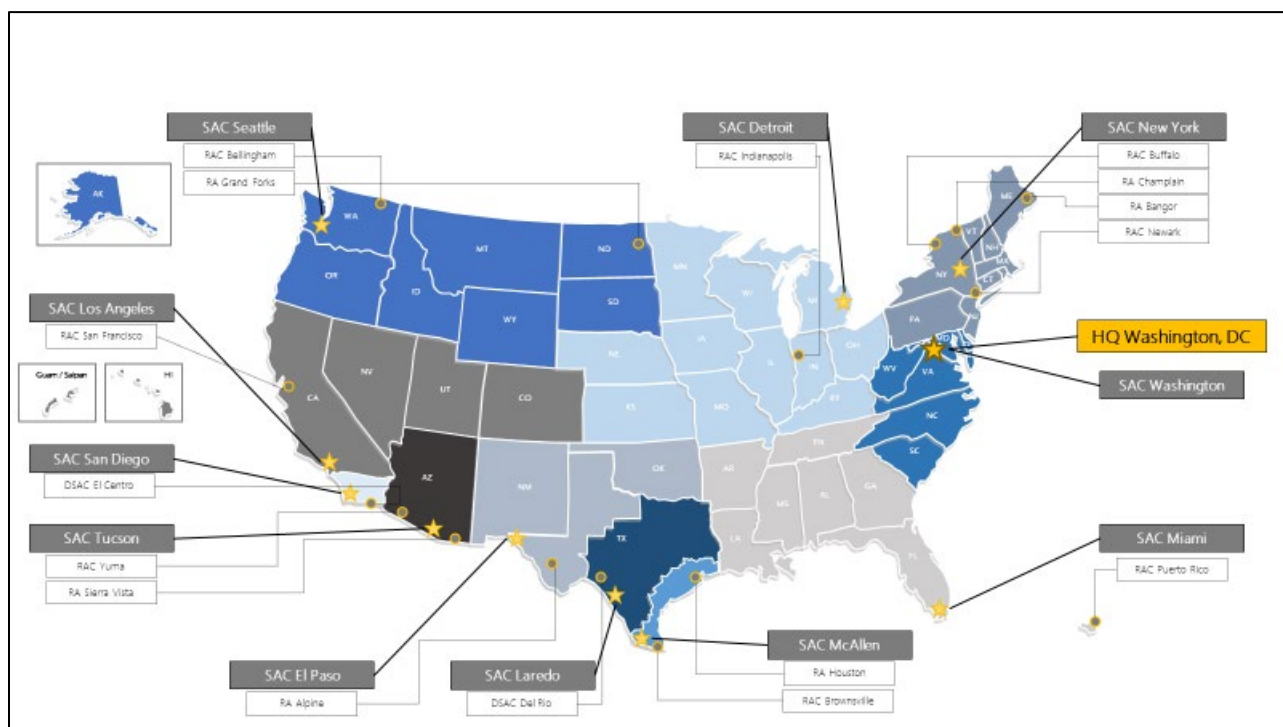 SAC Seattle
RAC Bellingham
RA Grand Forks
SAC Detroit
RAC Indianapolis
SAC New York
RAC Buffalo
RA Champlain
RA Bangor
RAC Newark
AK
WA
MT
ND
MN
ME
VT
NH
OR
ID
WY
SD
WI
MI
NY
CT
SAC Los Angeles
RAC San Francisco
NE
IA
PA
NJ
HQ Washington, DC
Guam / Saipan
HI
CA
NV
UT
CO
KS
MO
IL
IN
OH
KY
WV
VA
MD
SAC Washington
NC
SC
SAC San Diego
DSAC El Centro
AZ
NM
OK
AR
TN
MS
GA
SAC Tucson
RAC Yuma
RA Sierra Vista
TX
LA
FL
SAC Miami
RAC Puerto Rico
SAC El Paso
RA Alpine
SAC Laredo
DSAC Del Rio
SAC McAllen
RA Houston
RAC Brownsville